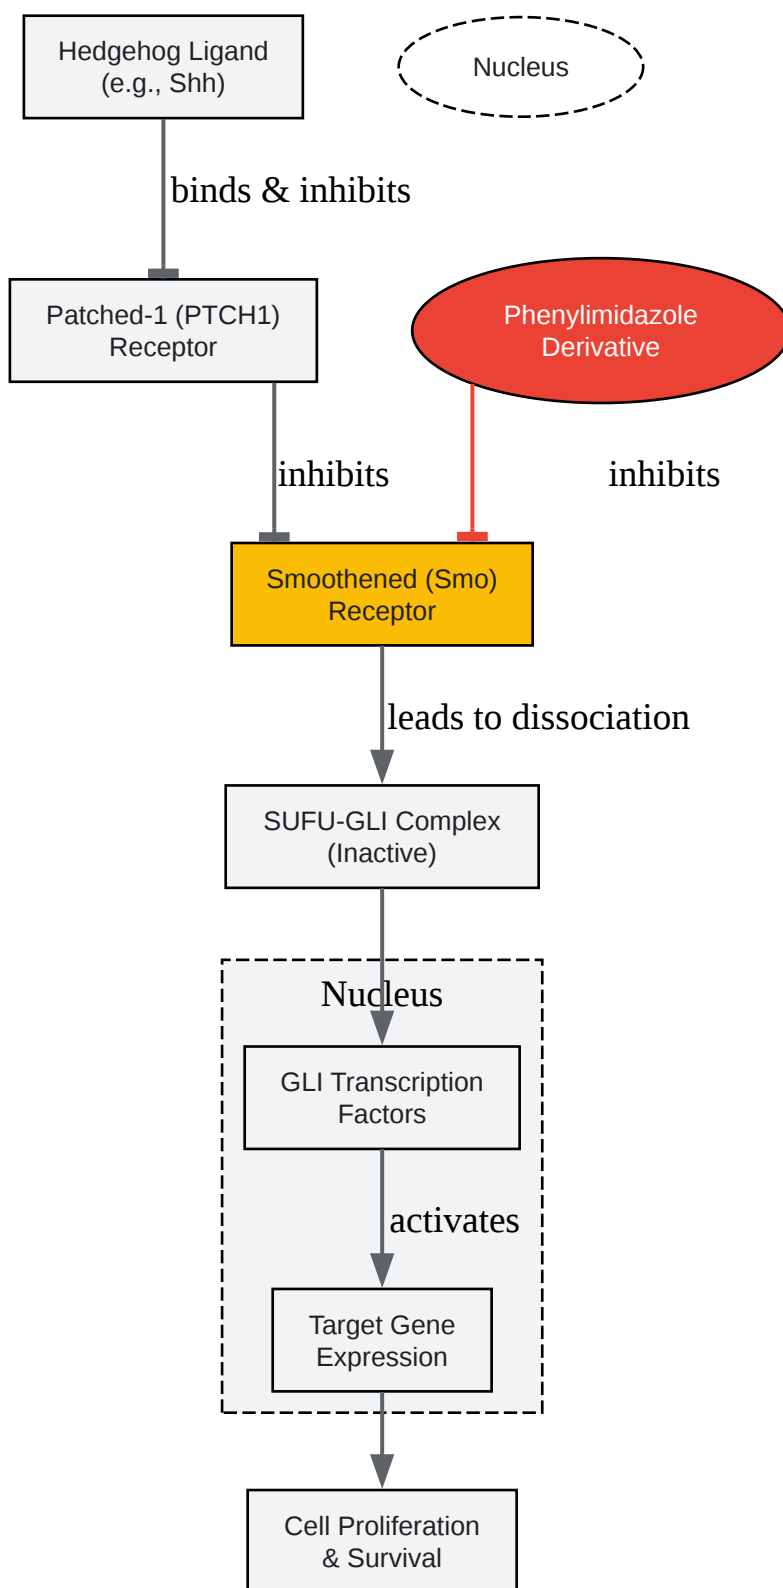 Hedgehog Ligand
(e.g., Shh)
Nucleus
binds & inhibits
Patched-1 (PTCH1)
Receptor
Phenylimidazole
Derivative
inhibits
inhibits
Smoothened (Smo)
Receptor
leads to dissociation
SUFU-GLI Complex
(Inactive)
Nucleus
GLI Transcription
Factors
activates
Target Gene
Expression
Cell Proliferation
& Survival